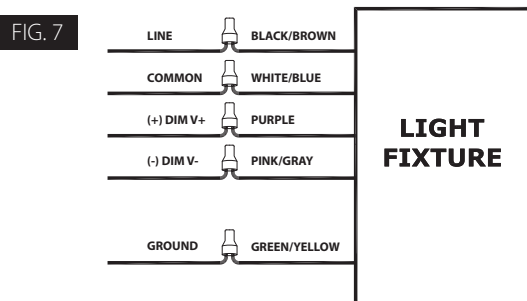 FIG. 7
LINE BLACK/BROWN
COMMON WHITE/BLUE
(+) DIM V+ PURPLE
(-) DIM V- PINK/GRAY
GROUND GREEN/YELLOW
LIGHT
FIXTURE